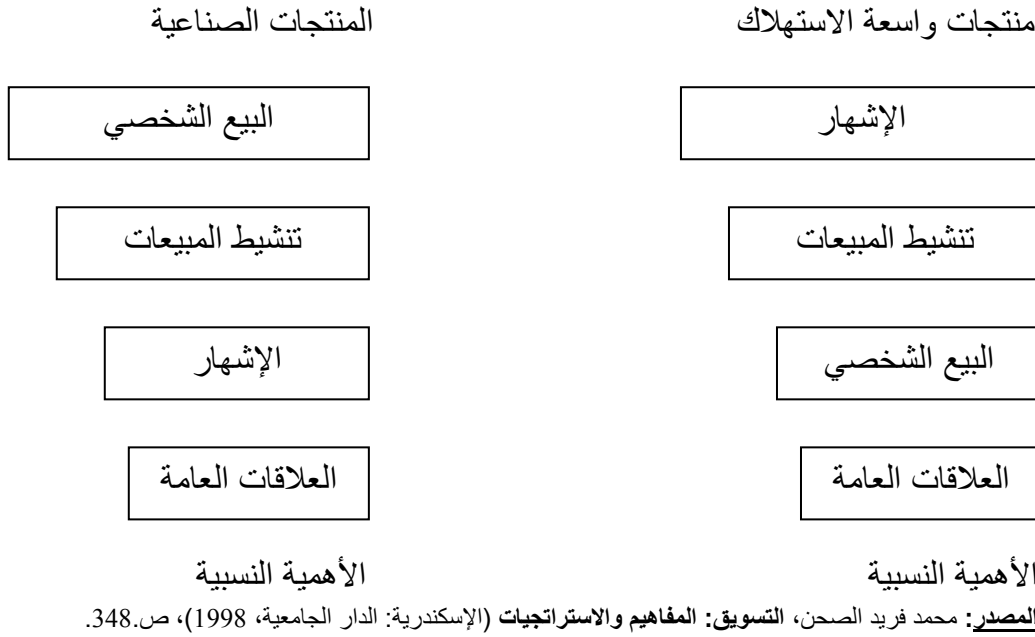 منتجات واسعة الاستهلاك
المنتجات الصناعية
الإشهار
البيع الشخصي
تنشيط المبيعات
تنشيط المبيعات
البيع الشخصي
الإشهار
العلاقات العامة
العلاقات العامة
الأهمية النسبية
الأهمية النسبية
المصدر: محمد فريد الصحن، التسويق: المفاهيم والاستراتجيات (الإسكندرية: الدار الجامعية، 1998)، ص.348.